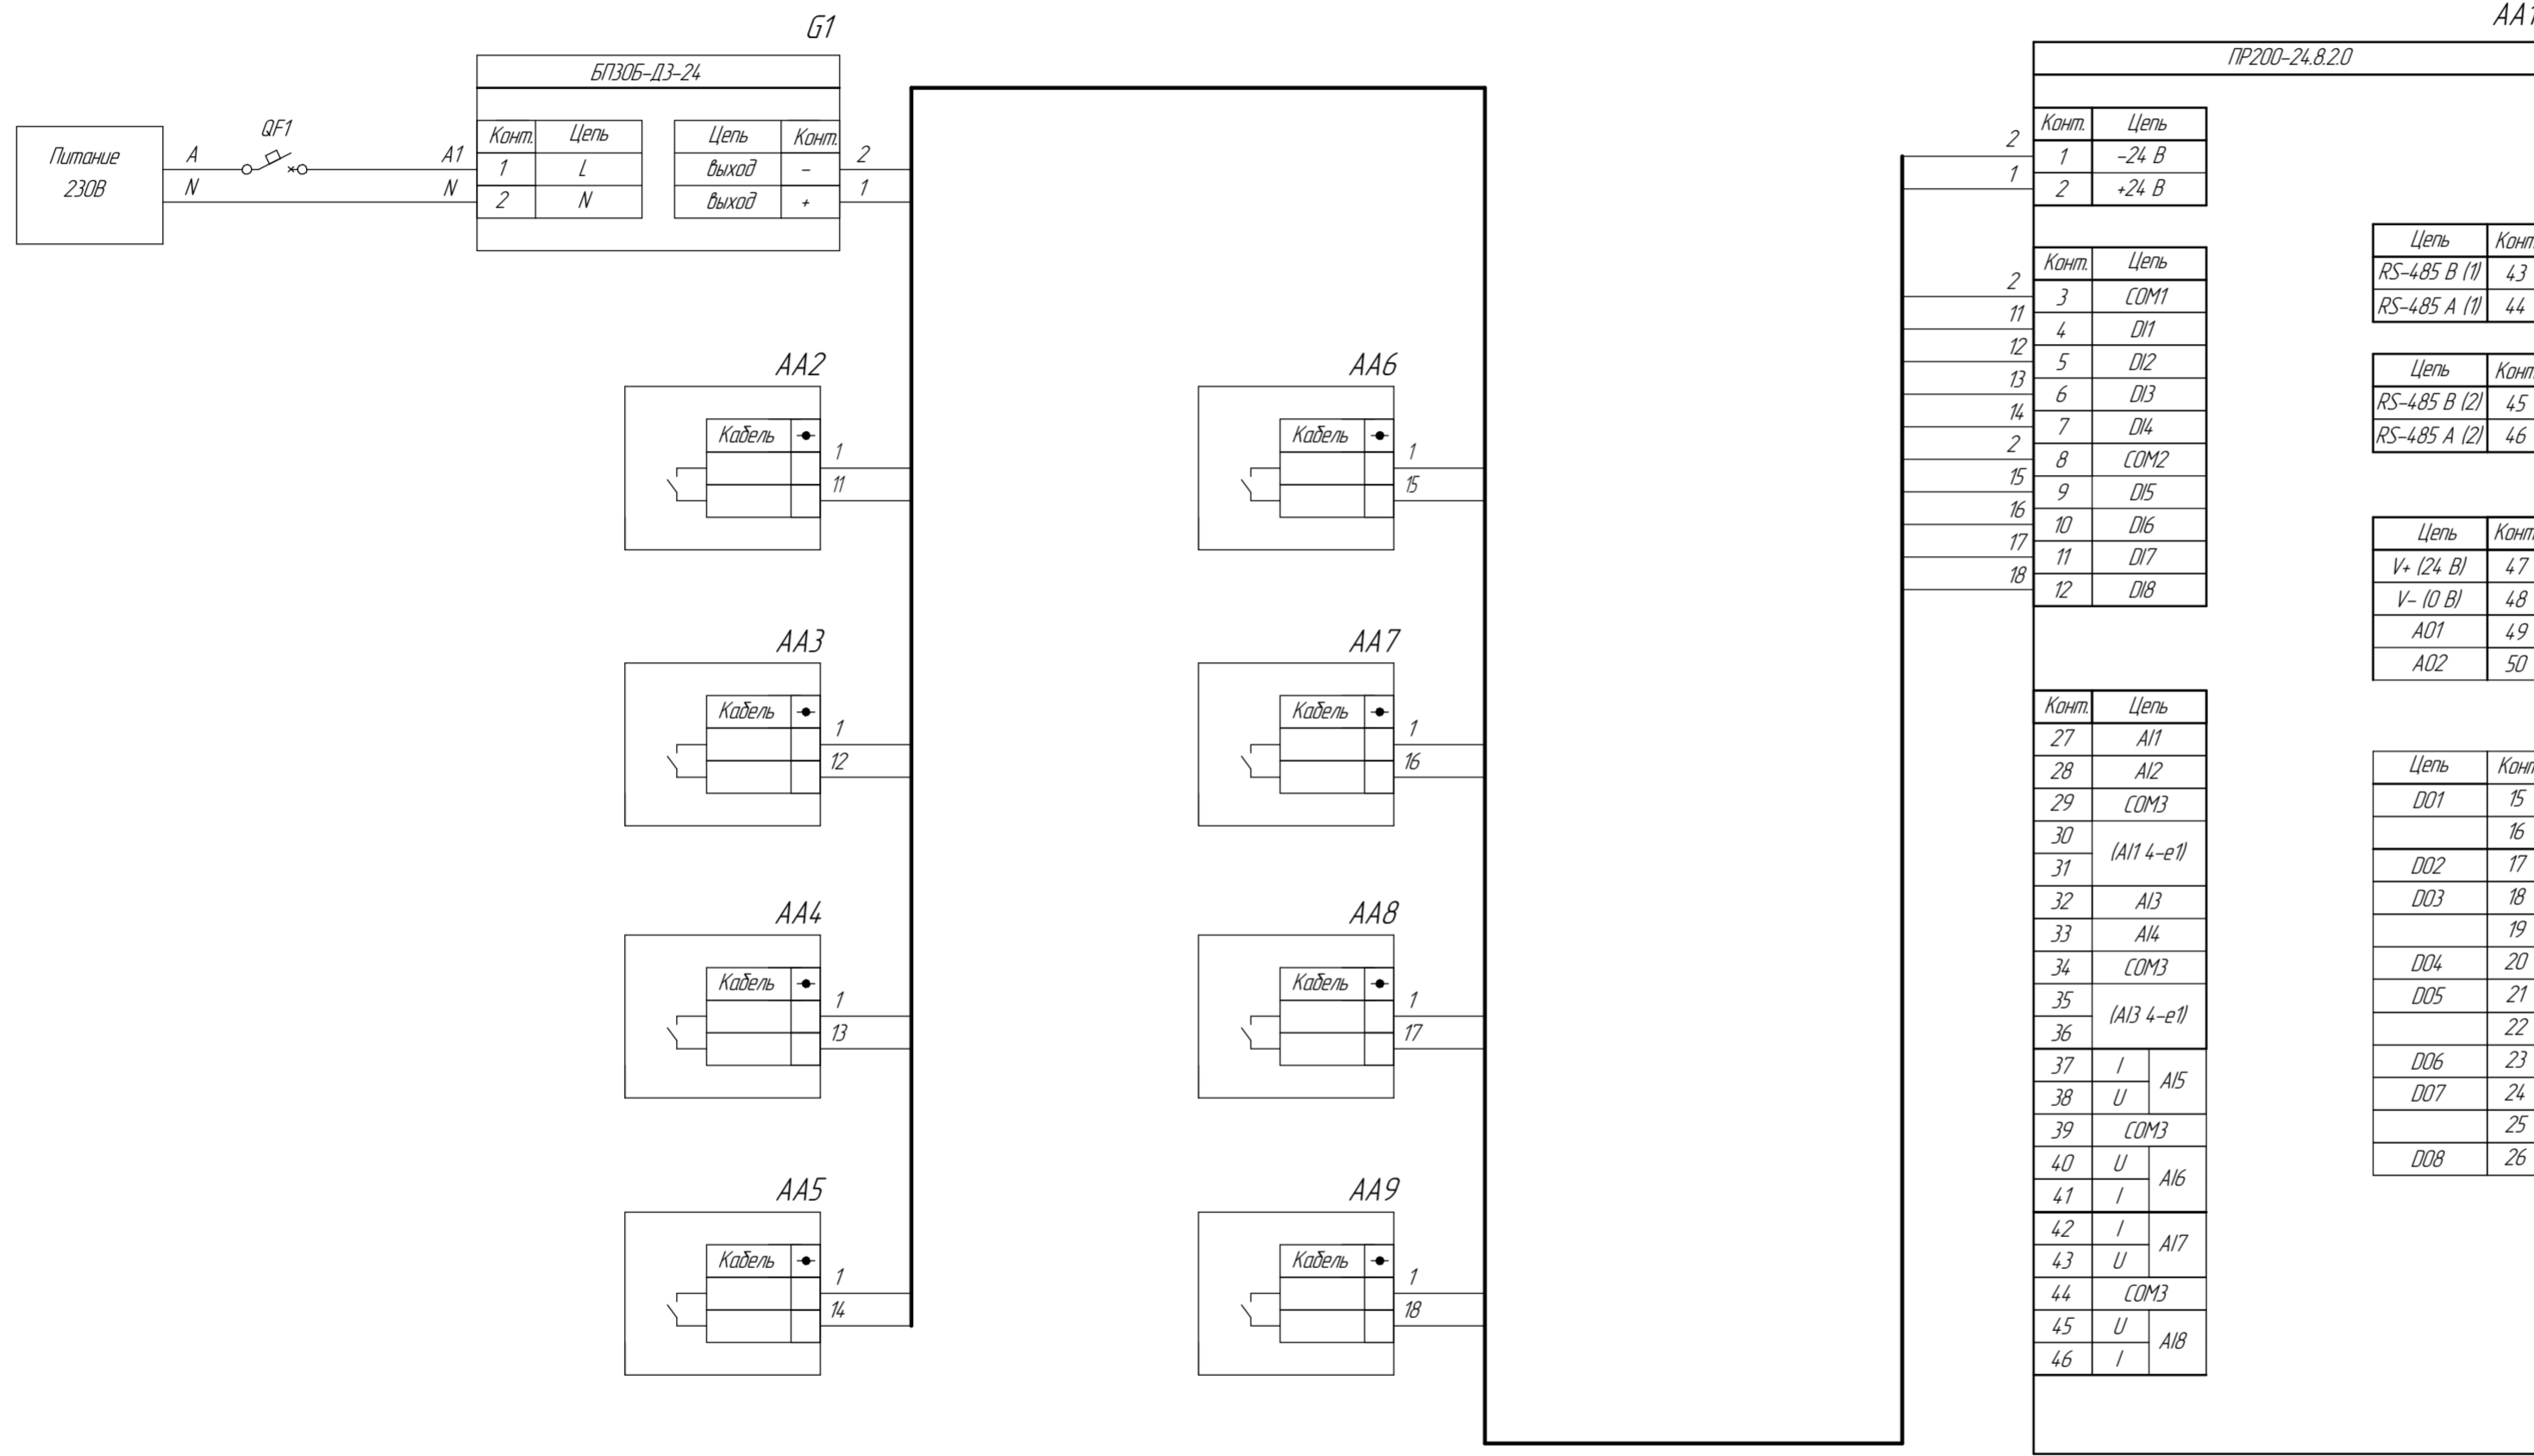 G1
БП30Б-Д3-24
Питание
230В
A
QF1
A1
N
N
Конт. Цепь
1 L
2 N
Цепь Конт.
выход –
выход +
2
1
AA2
Кабель
1
11
AA3
Кабель
1
12
AA4
Кабель
1
13
AA5
Кабель
1
14
AA6
Кабель
1
15
AA7
Кабель
1
16
AA8
Кабель
1
17
AA9
Кабель
1
18
AA1
ПР200-24.8.2.0
Конт. Цепь
2 1 -24 В
1 2 +24 В
Конт. Цепь
2 3 COM1
11 4 DI1
12 5 DI2
13 6 DI3
14 7 DI4
2 8 COM2
15 9 DI5
16 10 DI6
17 11 DI7
18 12 DI8
Конт. Цепь
27 AI1
28 AI2
29 COM3
30
(AI1 4-е1)
31
32 AI3
33 AI4
34 COM3
35
(AI3 4-е1)
36
37 I
AI5
38 U
39 COM3
40 U
AI6
41 I
42 I
AI7
43 U
44 COM3
45 U
AI8
46 I
Цепь Конт.
RS-485 B (1) 43
RS-485 A (1) 44
Цепь Конт.
RS-485 B (2) 45
RS-485 A (2) 46
Цепь Конт.
V+ (24 В) 47
V- (0 В) 48
AO1 49
AO2 50
Цепь Конт
DO1 15
16
DO2 17
DO3 18
19
DO4 20
DO5 21
22
DO6 23
DO7 24
25
DO8 26